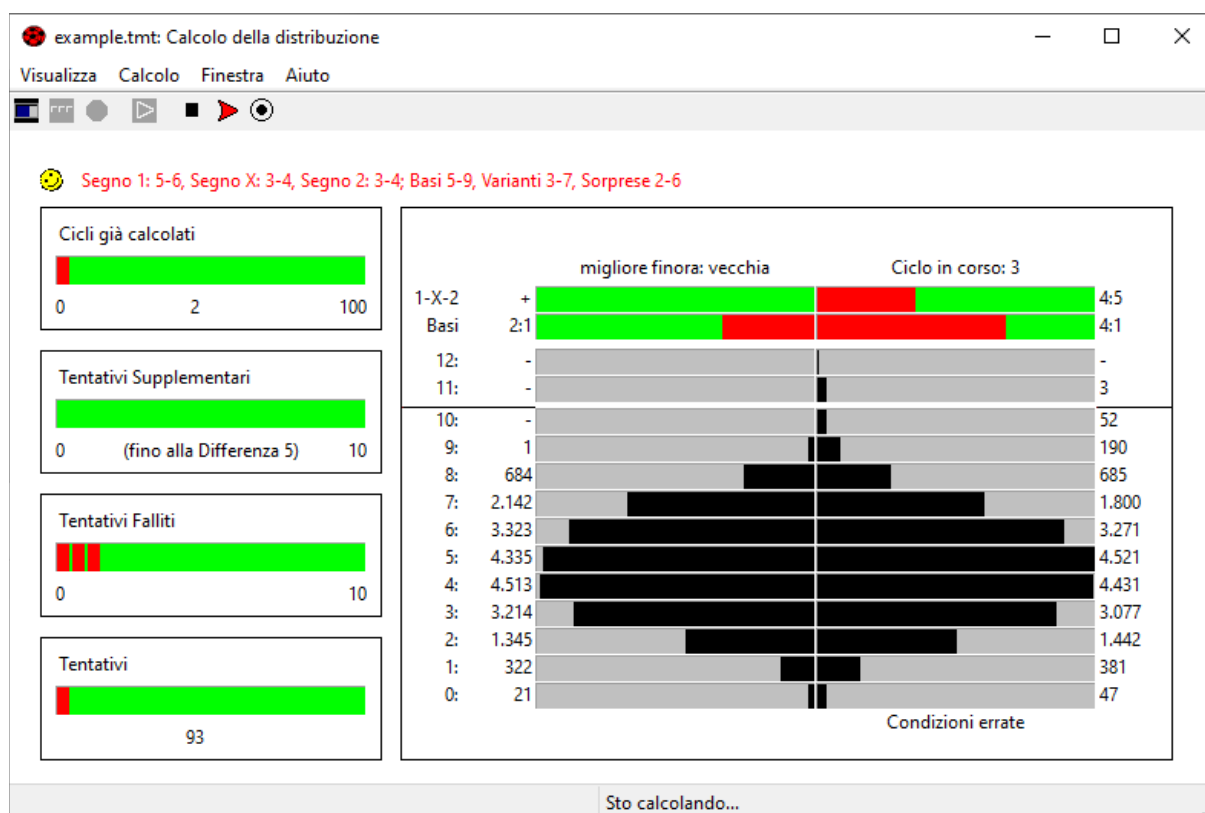 example.tmt: Calcolo della distribuzione
Visualizza Calcolo Finestra Aiuto
Segno 1: 5-6, Segno X: 3-4, Segno 2: 3-4; Basi 5-9, Varianti 3-7, Sorprese 2-6
Cicli già calcolati
0 2 100
Tentativi Supplementari
0 (fino alla Differenza 5) 10
Tentativi Falliti
0 10
Tentativi
93
migliore finora: vecchia Ciclo in corso: 3
1-X-2 + 4:5
Basi 2:1 4:1
12: - -
11: - 3
10: - 52
9: 1 190
8: 684 685
7: 2.142 1.800
6: 3.323 3.271
5: 4.335 4.521
4: 4.513 4.431
3: 3.214 3.077
2: 1.345 1.442
1: 322 381
0: 21 47
Condizioni errate
Sto calcolando...